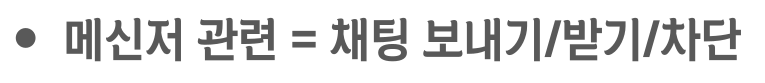 • 메신저 관련 = 채팅 보내기/받기/차단